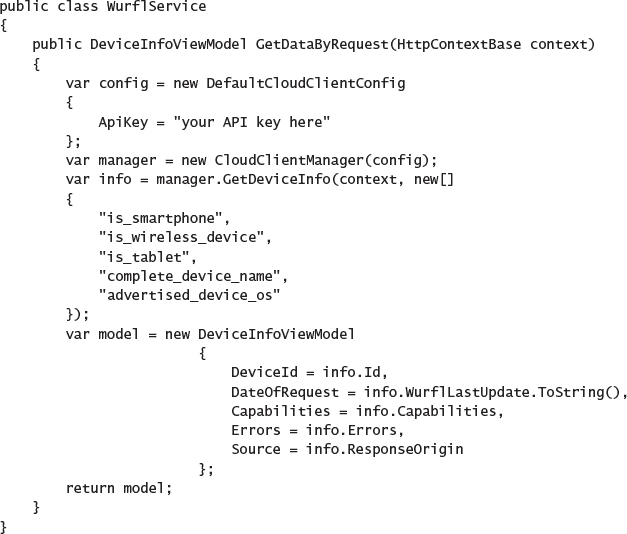 public class WurflService
{
    public DeviceInfoViewModel GetDataByRequest(HttpContextBase context)
    {
        var config = new DefaultCloudClientConfig
        {
            ApiKey = "your API key here"
        };
        var manager = new CloudClientManager(config);
        var info = manager.GetDeviceInfo(context, new[]
        {
            "is_smartphone",
            "is_wireless_device",
            "is_tablet",
            "complete_device_name",
            "advertised_device_os"
        });
        var model = new DeviceInfoViewModel
                        {
                            DeviceId = info.Id,
                            DateOfRequest = info.WurflLastUpdate.ToString(),
                            Capabilities = info.Capabilities,
                            Errors = info.Errors,
                            Source = info.ResponseOrigin
                        };
        return model;
    }
}